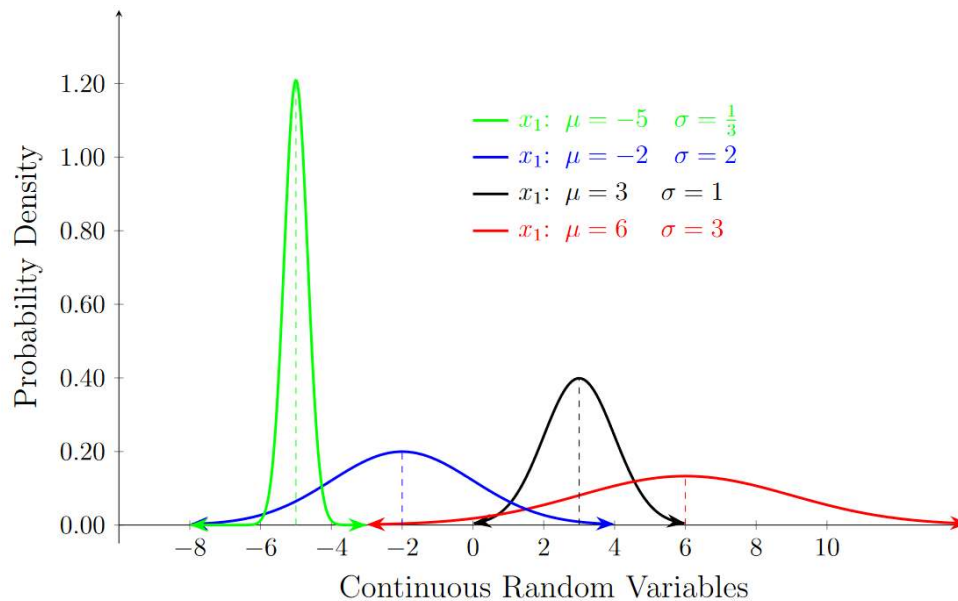 1.20
1.00
0.80
0.60
0.40
0.20
0.00
Probability Density
x₁: μ = −5 σ = 1/3
x₁: μ = −2 σ = 2
x₁: μ = 3 σ = 1
x₁: μ = 6 σ = 3
−8 −6 −4 −2 0 2 4 6 8 10
Continuous Random Variables